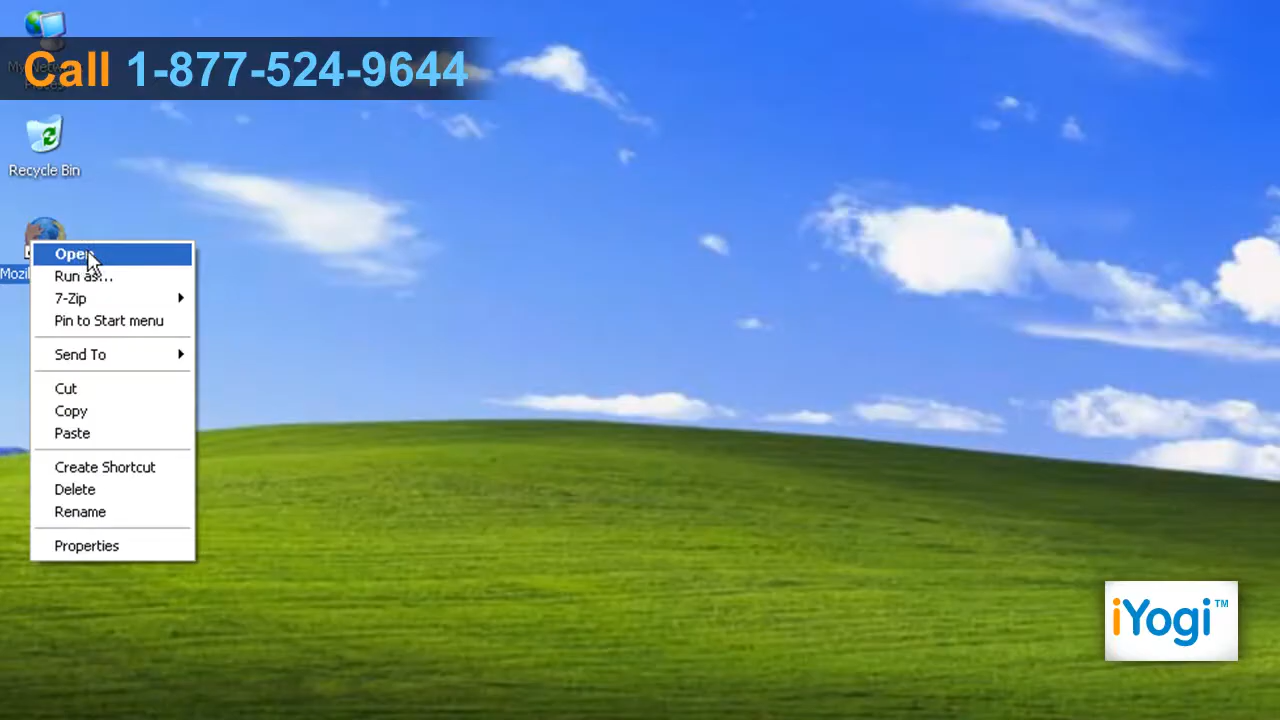 Call 1-877-524-9644
Recycle Bin
Mozil
Open
Run as...
7-Zip
Pin to Start menu
Send To
Cut
Copy
Paste
Create Shortcut
Delete
Rename
Properties
iYogi™